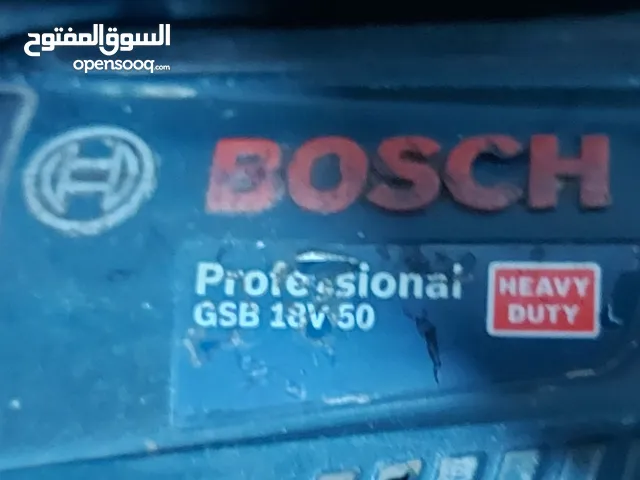 السوق المفتوح
opensooq.com
BOSCH
Professional
GSB 18V-50
HEAVY
DUTY